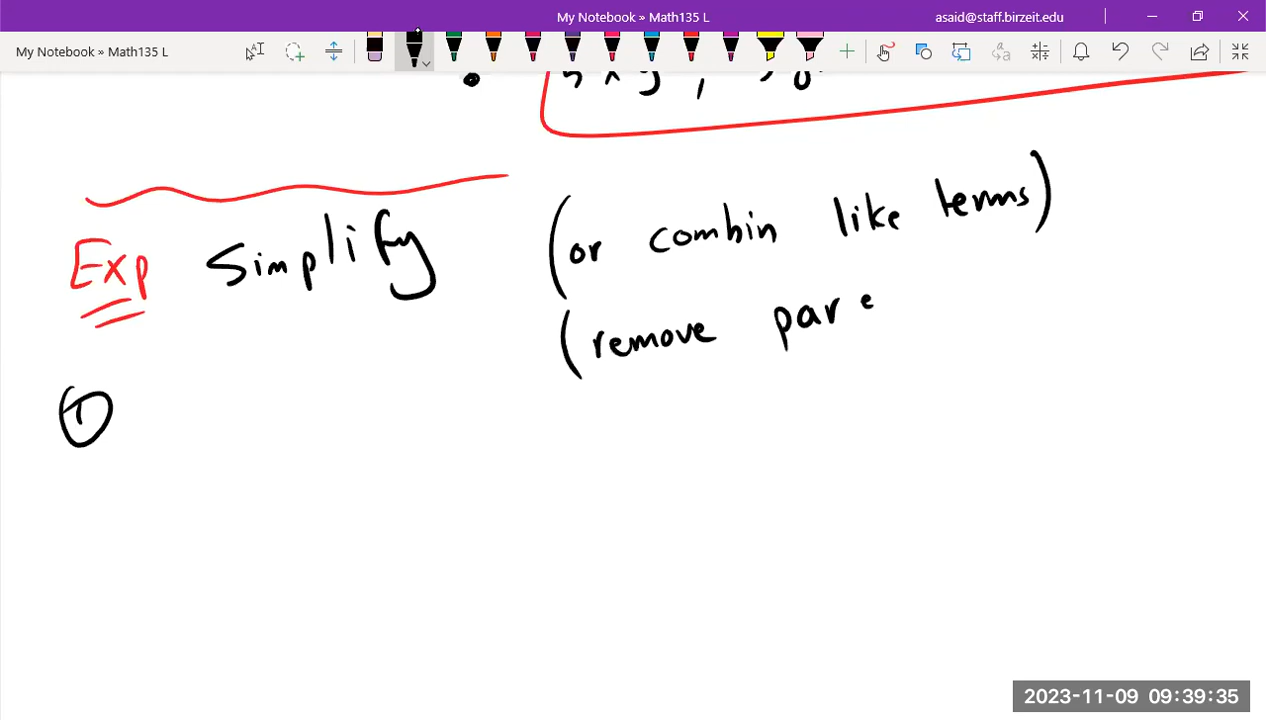 My Notebook » Math135 L
asaid@staff.birzeit.edu
My Notebook » Math135 L
Exp Simplify (or combin like terms)
(remove pare
①
2023-11-09 09:39:35